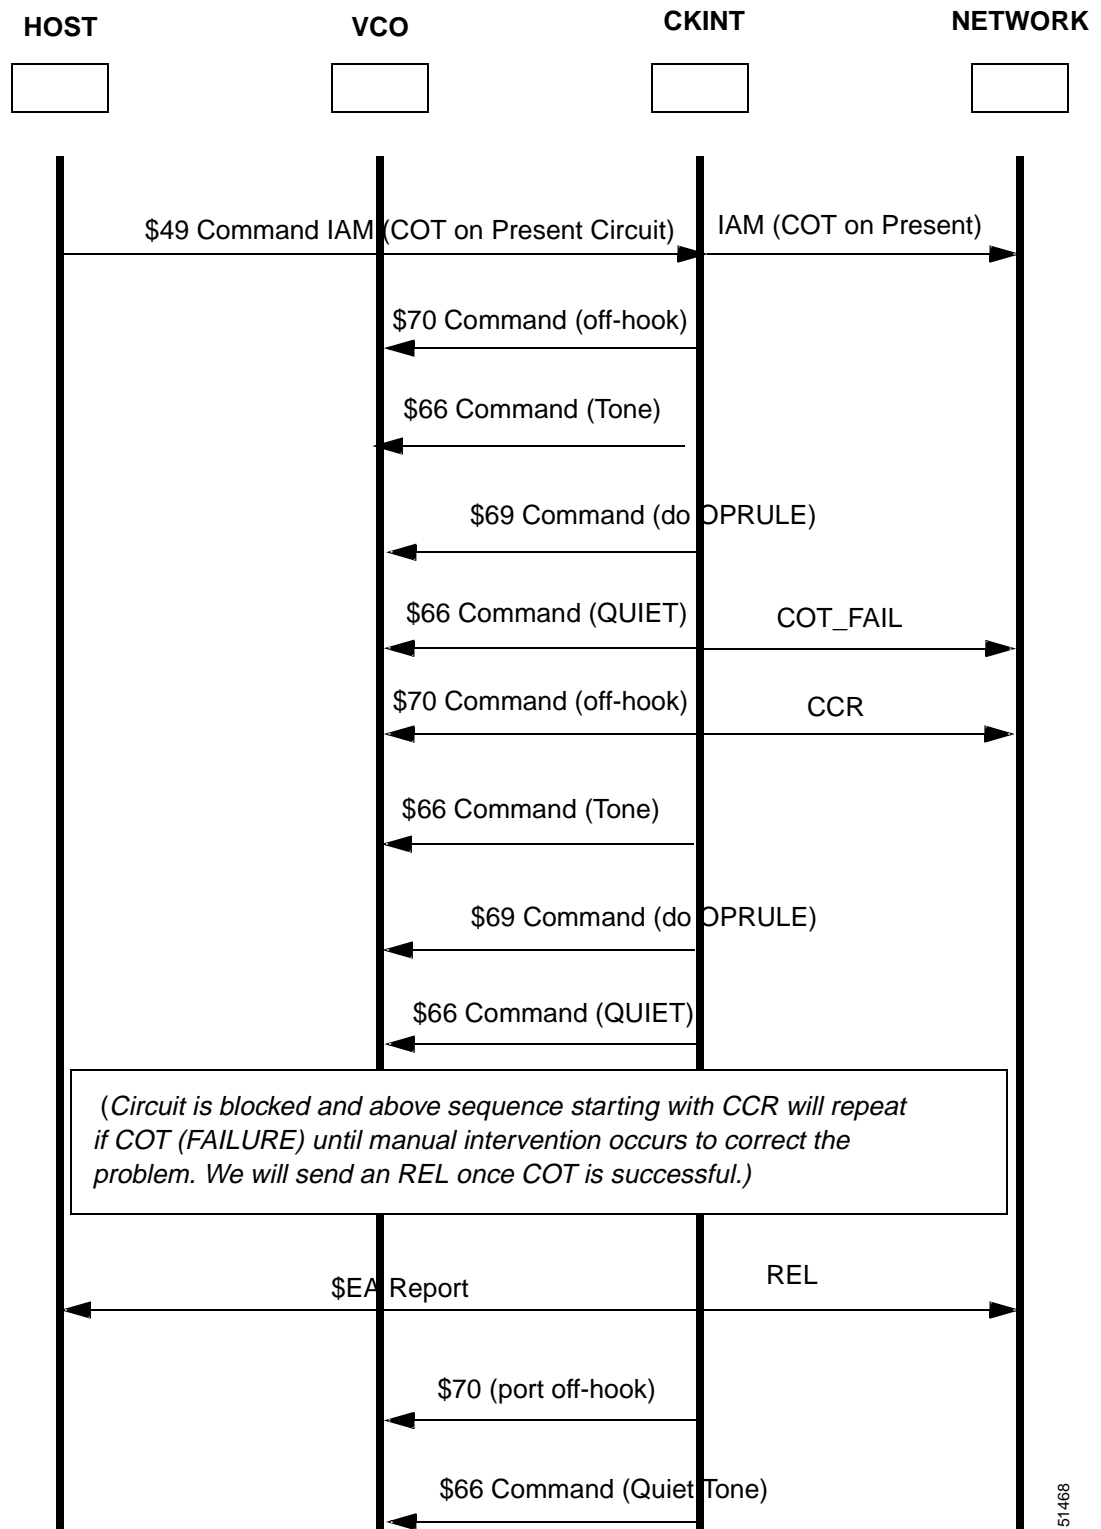 HOST
VCO
CKINT
NETWORK
$49 Command IAM (COT on Present Circuit)
IAM (COT on Present)
$70 Command (off-hook)
$66 Command (Tone)
$69 Command (do OPRULE)
$66 Command (QUIET)
COT_FAIL
$70 Command (off-hook)
CCR
$66 Command (Tone)
$69 Command (do OPRULE)
$66 Command (QUIET)
(Circuit is blocked and above sequence starting with CCR will repeat
if COT (FAILURE) until manual intervention occurs to correct the
problem. We will send an REL once COT is successful.)
$EA Report
REL
$70 (port off-hook)
$66 Command (Quiet Tone)
51468